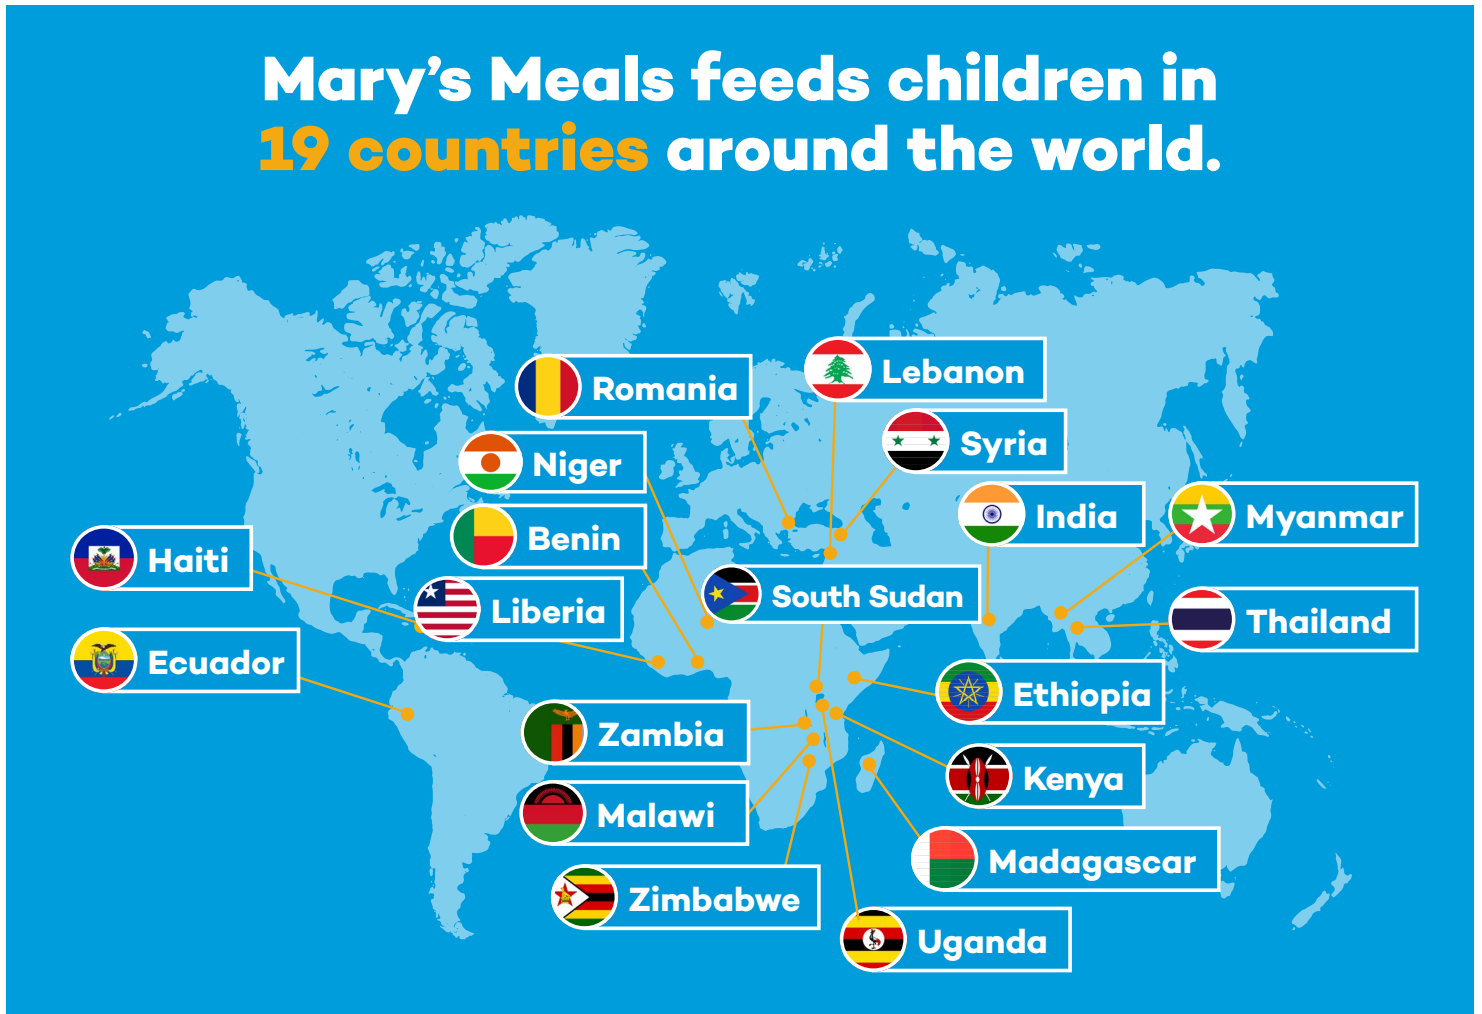 Mary’s Meals feeds children in
19 countries around the world.
Lebanon
Romania
Syria
Niger
India
Myanmar
Benin
Haiti
South Sudan
Liberia
Thailand
Ecuador
Ethiopia
Zambia
Kenya
Malawi
Madagascar
Zimbabwe
Uganda